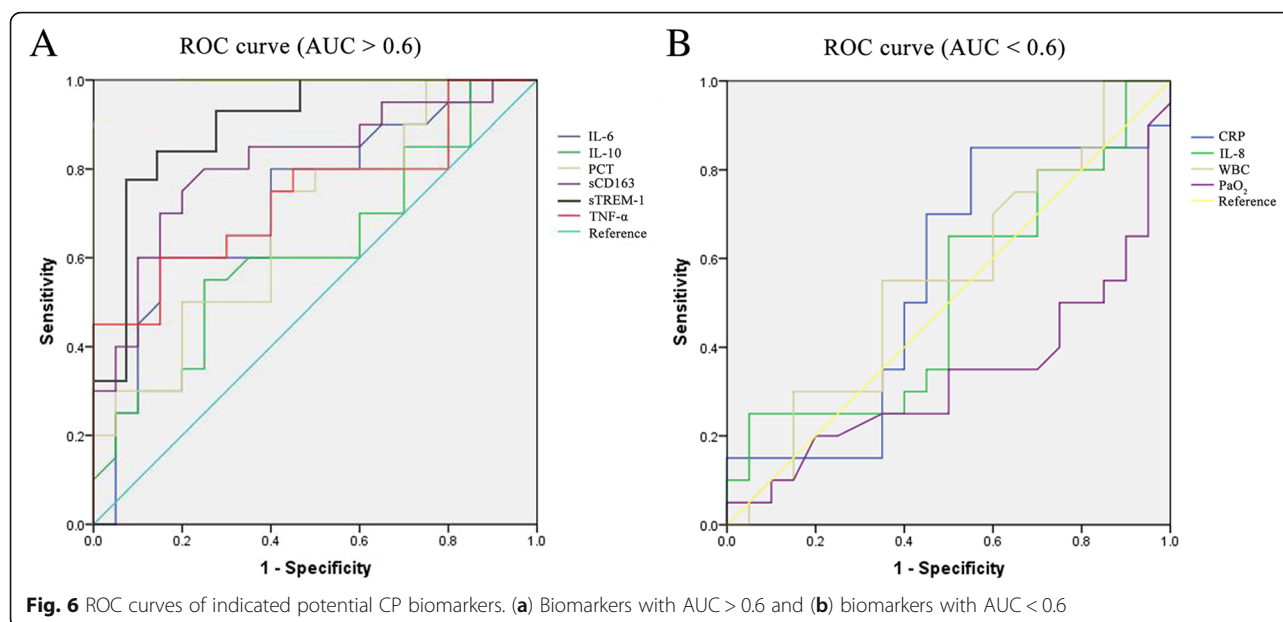 A
ROC curve (AUC > 0.6)
1.0
0.8
0.6
0.4
0.2
0.0
Sensitivity
0.0 0.2 0.4 0.6 0.8 1.0
1 - Specificity
IL-6
IL-10
PCT
sCD163
sTREM-1
TNF-α
Reference
B
ROC curve (AUC < 0.6)
1.0
0.8
0.6
0.4
0.2
0.0
Sensitivity
0.0 0.2 0.4 0.6 0.8 1.0
1 - Specificity
CRP
IL-8
WBC
PaO₂
Reference
Fig. 6 ROC curves of indicated potential CP biomarkers. (a) Biomarkers with AUC > 0.6 and (b) biomarkers with AUC < 0.6